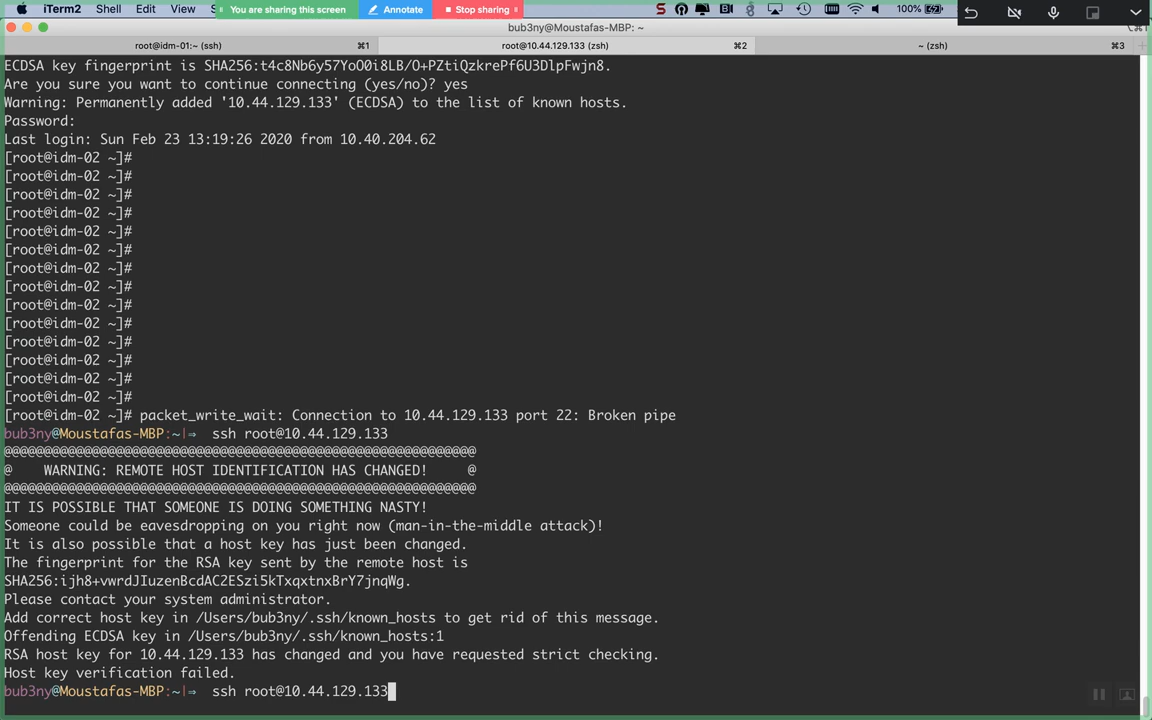 iTerm2 Shell Edit View S You are sharing this screen Annotate Stop sharing 100%
bub3ny@Moustafas-MBP: ~
root@idm-01:~ (ssh) ⌘1 root@10.44.129.133 (zsh) ⌘2 ~ (zsh) ⌘3
ECDSA key fingerprint is SHA256:t4c8Nb6y57YoO0i8LB/O+PZtiQzkrePf6U3DlpFwjn8.
Are you sure you want to continue connecting (yes/no)? yes
Warning: Permanently added '10.44.129.133' (ECDSA) to the list of known hosts.
Password:
Last login: Sun Feb 23 13:19:26 2020 from 10.40.204.62
[root@idm-02 ~]#
[root@idm-02 ~]#
[root@idm-02 ~]#
[root@idm-02 ~]#
[root@idm-02 ~]#
[root@idm-02 ~]#
[root@idm-02 ~]#
[root@idm-02 ~]#
[root@idm-02 ~]#
[root@idm-02 ~]#
[root@idm-02 ~]#
[root@idm-02 ~]#
[root@idm-02 ~]#
[root@idm-02 ~]#
[root@idm-02 ~]# packet_write_wait: Connection to 10.44.129.133 port 22: Broken pipe
bub3ny@Moustafas-MBP:~|⇒ ssh root@10.44.129.133
@@@@@@@@@@@@@@@@@@@@@@@@@@@@@@@@@@@@@@@@@@@@@@@@@@@@@@@@@@@
@ WARNING: REMOTE HOST IDENTIFICATION HAS CHANGED! @
@@@@@@@@@@@@@@@@@@@@@@@@@@@@@@@@@@@@@@@@@@@@@@@@@@@@@@@@@@@
IT IS POSSIBLE THAT SOMEONE IS DOING SOMETHING NASTY!
Someone could be eavesdropping on you right now (man-in-the-middle attack)!
It is also possible that a host key has just been changed.
The fingerprint for the RSA key sent by the remote host is
SHA256:ijh8+vwrdJIuzenBcdAC2ESzi5kTxqxtnxBrY7jnqWg.
Please contact your system administrator.
Add correct host key in /Users/bub3ny/.ssh/known_hosts to get rid of this message.
Offending ECDSA key in /Users/bub3ny/.ssh/known_hosts:1
RSA host key for 10.44.129.133 has changed and you have requested strict checking.
Host key verification failed.
bub3ny@Moustafas-MBP:~|⇒ ssh root@10.44.129.133